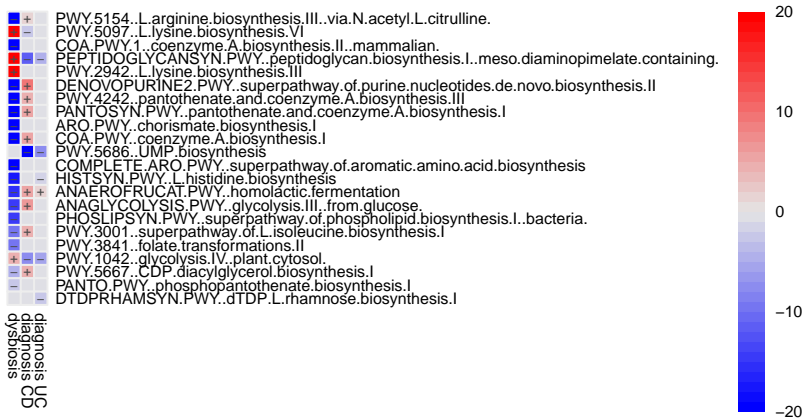 − + PWY.5154..L.arginine.biosynthesis.III..via.N.acetyl.L.citrulline.
+ − PWY.5097..L.lysine.biosynthesis.VI
− COA.PWY.1..coenzyme.A.biosynthesis.II..mammalian.
+ − − PEPTIDOGLYCANSYN.PWY..peptidoglycan.biosynthesis.I..meso.diaminopimelate.containing.
+ PWY.2942..L.lysine.biosynthesis.III
− + DENOVOPURINE2.PWY..superpathway.of.purine.nucleotides.de.novo.biosynthesis.II
− + PWY.4242..pantothenate.and.coenzyme.A.biosynthesis.III
− + PANTOSYN.PWY..pantothenate.and.coenzyme.A.biosynthesis.I
− ARO.PWY..chorismate.biosynthesis.I
− + COA.PWY..coenzyme.A.biosynthesis.I
− − PWY.5686..UMP.biosynthesis
− COMPLETE.ARO.PWY..superpathway.of.aromatic.amino.acid.biosynthesis
− − HISTSYN.PWY..L.histidine.biosynthesis
− + + ANAEROFRUCAT.PWY..homolactic.fermentation
− + ANAGLYCOLYSIS.PWY..glycolysis.III..from.glucose.
− PHOSLIPSYN.PWY..superpathway.of.phospholipid.biosynthesis.I..bacteria.
− + PWY.3001..superpathway.of.L.isoleucine.biosynthesis.I
− PWY.3841..folate.transformations.II
+ − − PWY.1042..glycolysis.IV..plant.cytosol.
− + PWY.5667..CDP.diacylglycerol.biosynthesis.I
− PANTO.PWY..phosphopantothenate.biosynthesis.I
− DTDPRHAMSYN.PWY..dTDP.L.rhamnose.biosynthesis.I
dysbiosis
diagnosis CD
diagnosis UC
20
10
0
−10
−20